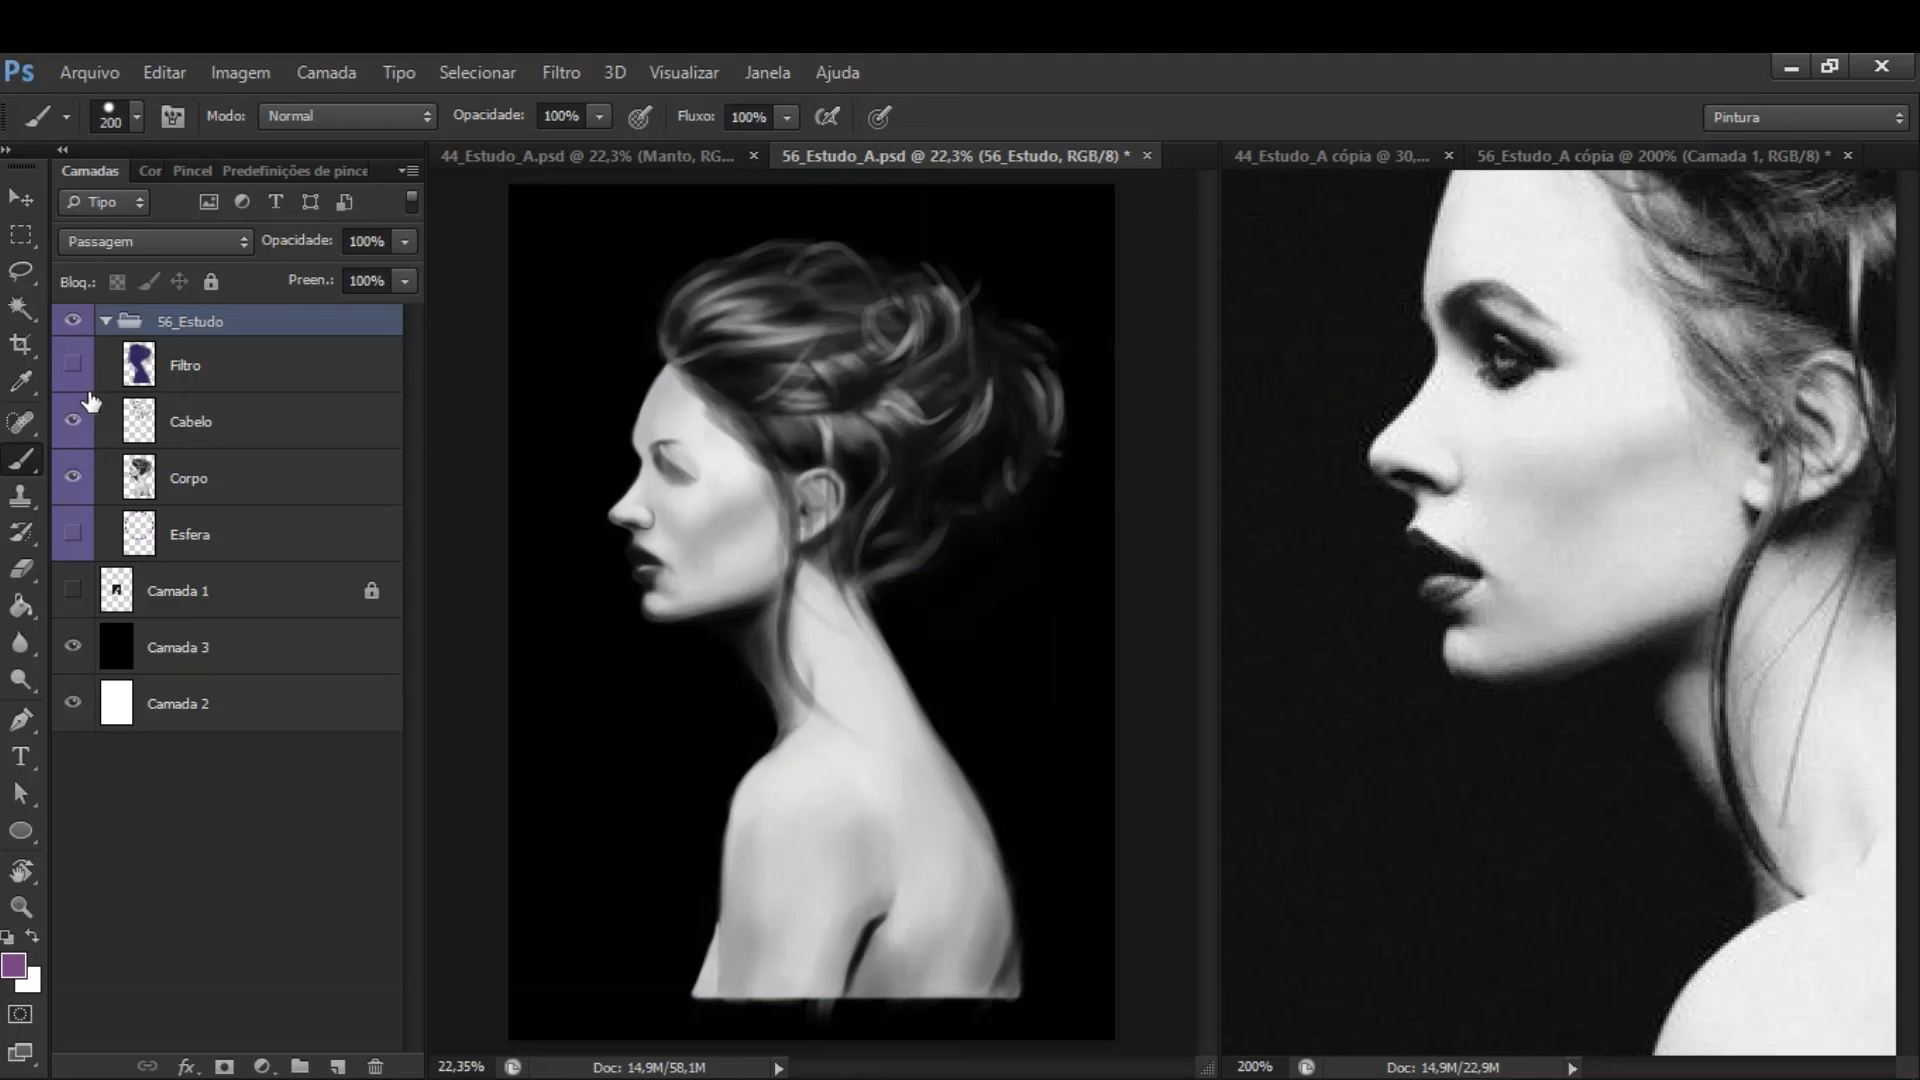 Ps Arquivo Editar Imagem Camada Tipo Selecionar Filtro 3D Visualizar Janela Ajuda
200 Modo: Normal Opacidade: 100% Fluxo: 100% Pintura
44_Estudo_A.psd @ 22,3% (Manto, RG... 56_Estudo_A.psd @ 22,3% (56_Estudo, RGB/8) * 44_Estudo_A cópia @ 30,... 56_Estudo_A cópia @ 200% (Camada 1, RGB/8) *
Camadas Cor Pincel Predefinições de pince
Tipo
Passagem Opacidade: 100%
Bloq.: Preen.: 100%
56_Estudo
Filtro
Cabelo
Corpo
Esfera
Camada 1
Camada 3
Camada 2
fx
22,35% Doc: 14,9M/58,1M 200% Doc: 14,9M/22,9M